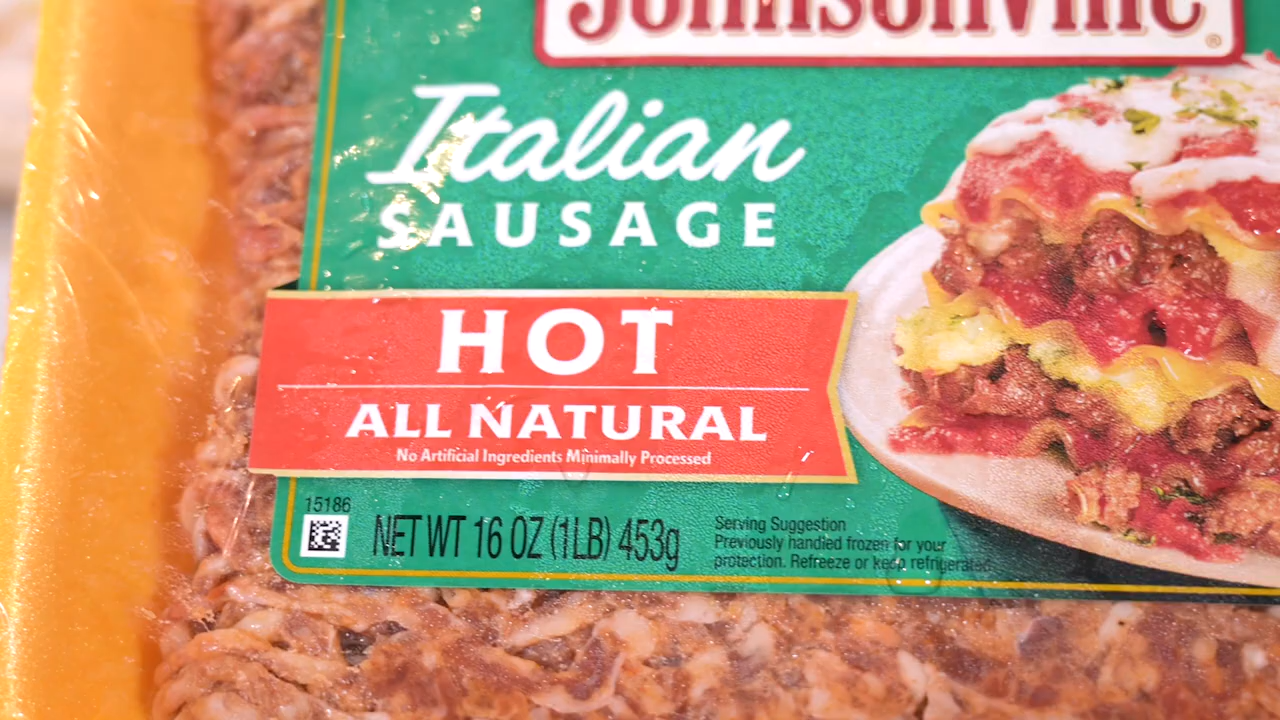 Johnsonville®
Italian
SAUSAGE
HOT
ALL NATURAL
No Artificial Ingredients Minimally Processed
15186
NET WT 16 OZ (1LB) 453g
Serving Suggestion
Previously handled frozen for your
protection. Refreeze or keep refrigerated.